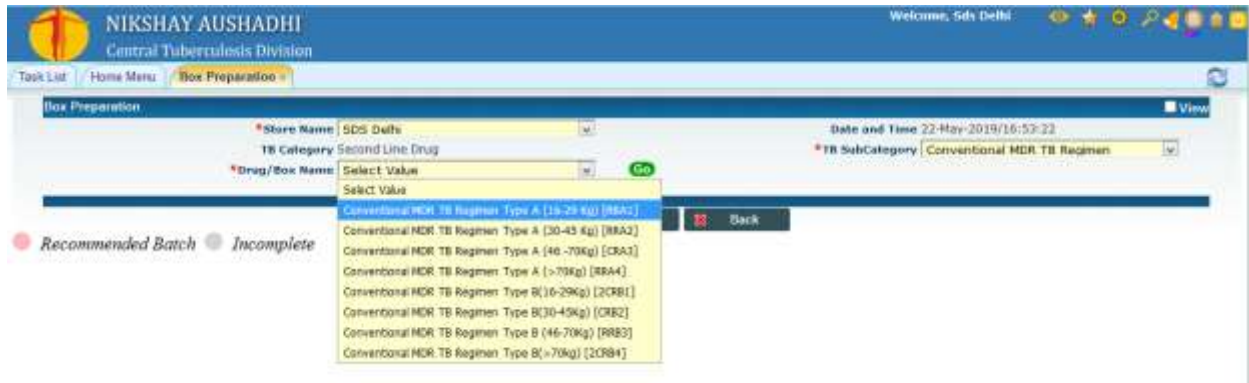 NIKSHAY AUSHADHI
Central Tuberculosis Division
Welcome, Sds Delhi
Task List Home Menu Box Preparation
Box Preparation View
*Store Name SDS Delhi Date and Time 22-May-2019/16:53:22
TB Category Second Line Drug *TB SubCategory Conventional MDR TB Regimen
*Drug/Box Name Select Value Go
Select Value
Conventional MDR TB Regimen Type A (16-29 Kg)
Back
Conventional MDR TB Regimen Type A (30-45 Kg)
Recommended Batch Incomplete
Conventional MDR TB Regimen Type A (46 -70Kg)
Conventional MDR TB Regimen Type A (>70Kg)
Conventional MDR TB Regimen Type B(16-29Kg) [2CRB1]
Conventional MDR TB Regimen Type B(30-45Kg) [CRB2]
Conventional MDR TB Regimen Type B (46-70Kg)
Conventional MDR TB Regimen Type B(>70kg) [2CRB4]